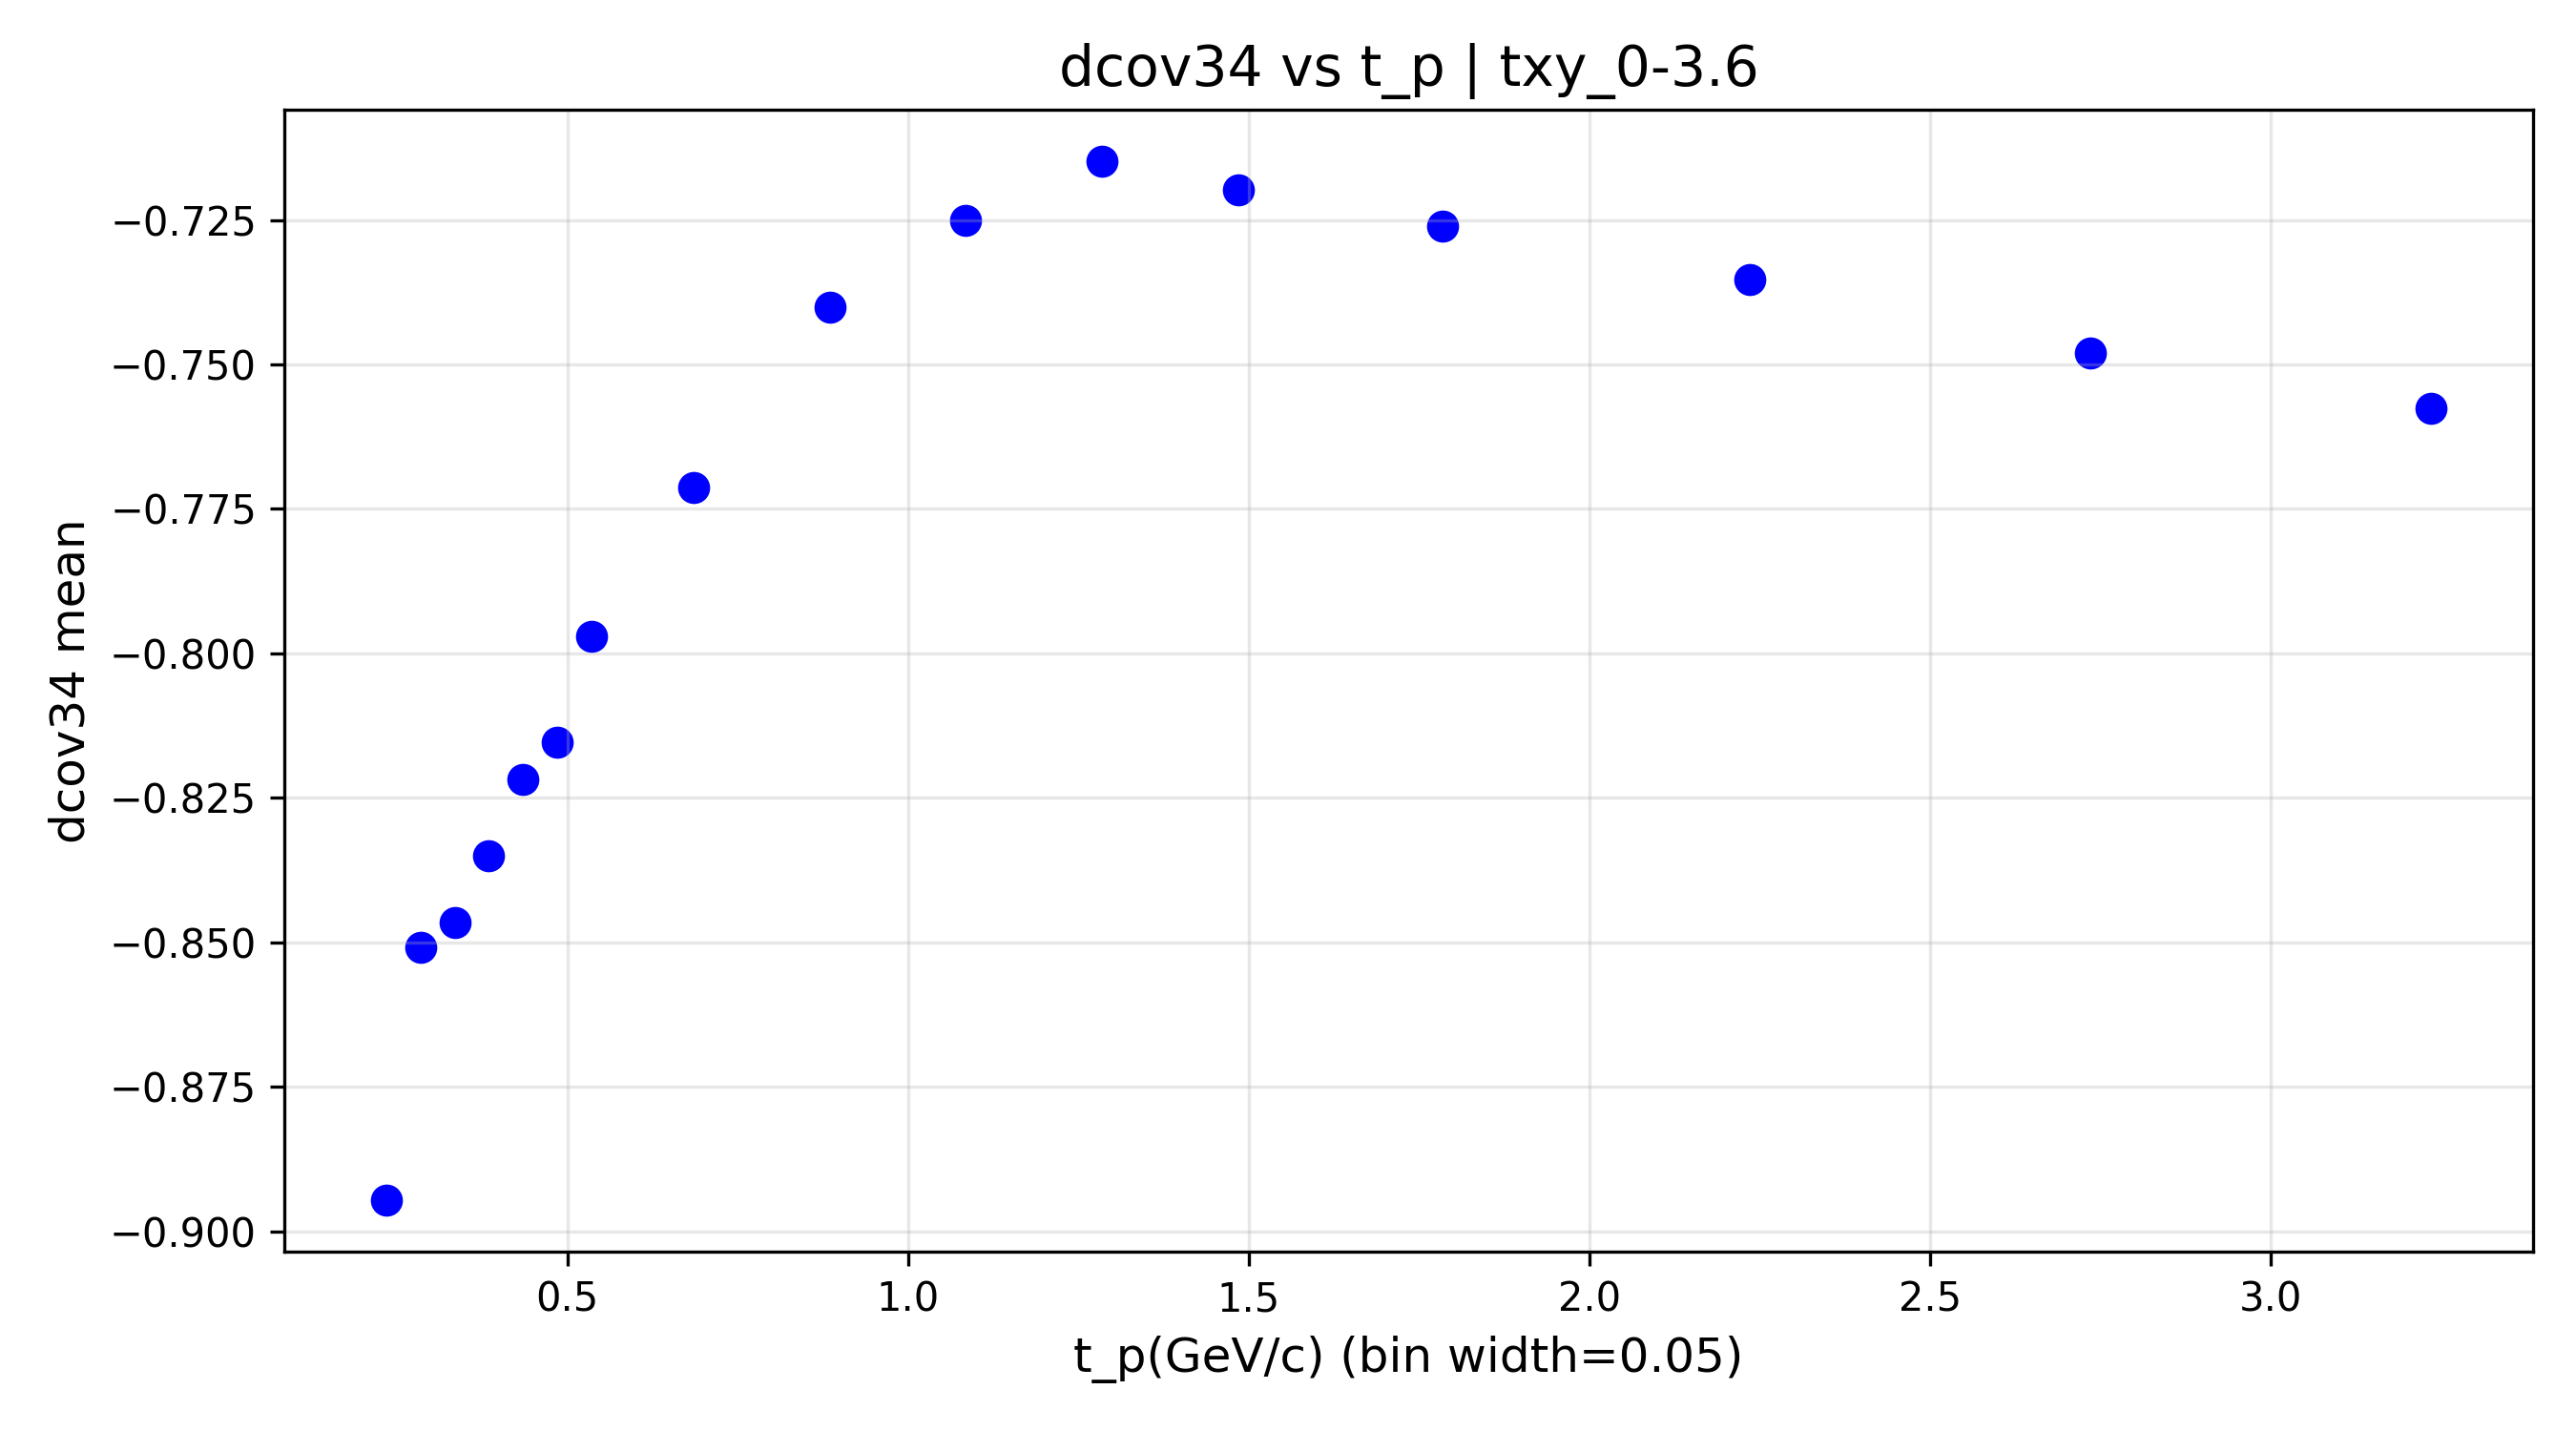 dcov34 vs t_p | txy_0-3.6
dcov34 mean
−0.725
−0.750
−0.775
−0.800
−0.825
−0.850
−0.875
−0.900
0.5 1.0 1.5 2.0 2.5 3.0
t_p(GeV/c) (bin width=0.05)